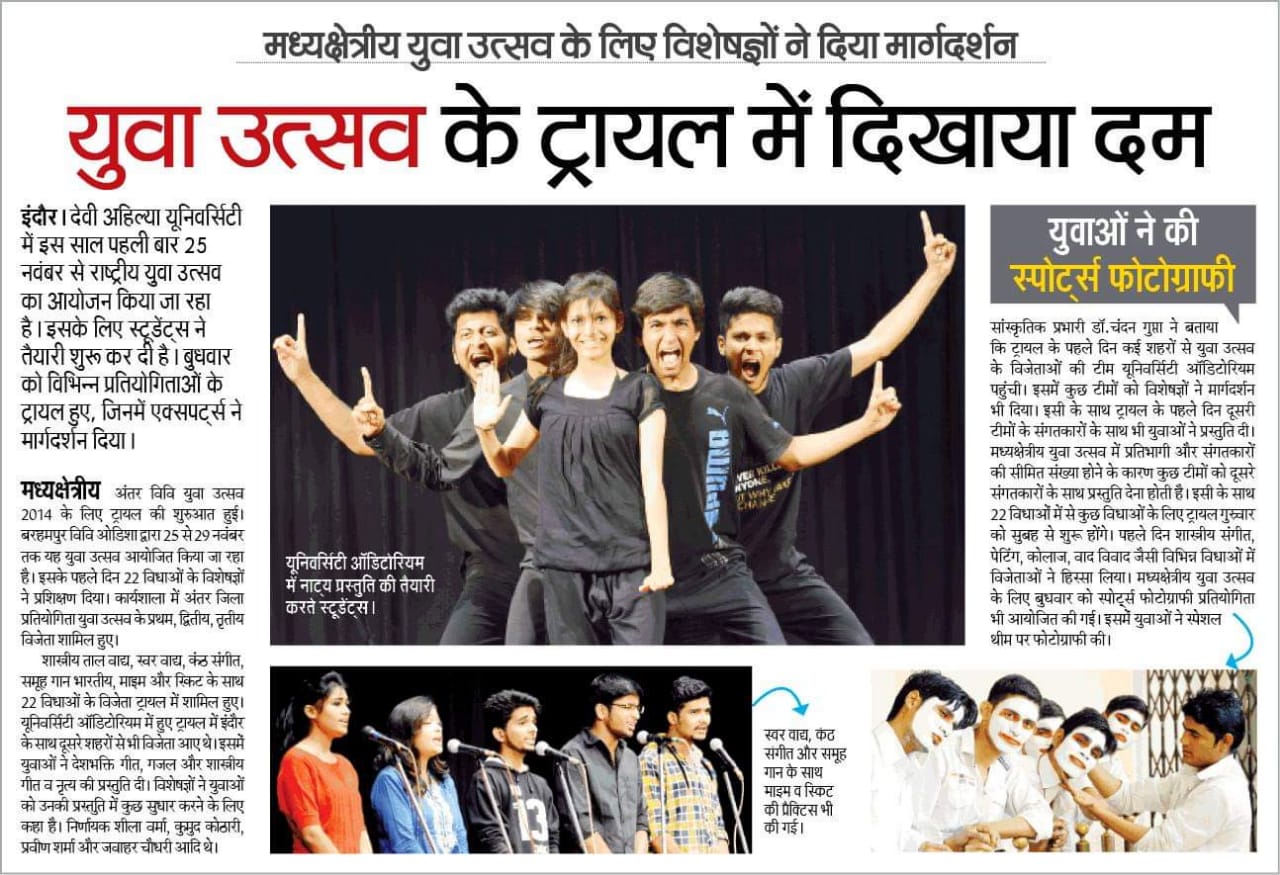 मध्यक्षेत्रीय युवा उत्सव के लिए विशेषज्ञों ने दिया मार्गदर्शन
युवा उत्सव के ट्रायल में दिखाया दम
इंदौर। देवी अहिल्या यूनिवर्सिटी
में इस साल पहली बार 25
नवंबर से राष्ट्रीय युवा उत्सव
का आयोजन किया जा रहा
है। इसके लिए स्टूडेंट्स ने
तैयारी शुरू कर दी है। बुधवार
को विभिन्न प्रतियोगिताओं के
ट्रायल हुए, जिनमें एक्सपर्ट्स ने
मार्गदर्शन दिया।
मध्यक्षेत्रीय अंतर विवि युवा उत्सव
2014 के लिए ट्रायल की शुरुआत हुई।
बरहमपुर विवि ओडिशा द्वारा 25 से 29 नवंबर
तक यह युवा उत्सव आयोजित किया जा रहा
है। इसके पहले दिन 22 विधाओं के विशेषज्ञों
ने प्रशिक्षण दिया। कार्यशाला में अंतर जिला
प्रतियोगिता युवा उत्सव के प्रथम, द्वितीय, तृतीय
विजेता शामिल हुए।
शास्त्रीय ताल वाद्य, स्वर वाद्य, कंठ संगीत,
समूह गान भारतीय, माइम और स्किट के साथ
22 विधाओं के विजेता ट्रायल में शामिल हुए।
यूनिवर्सिटी ऑडिटोरियम में हुए ट्रायल में इंदौर
के साथ दूसरे शहरों से भी विजेता आए थे। इसमें
युवाओं ने देशभक्ति गीत, गजल और शास्त्रीय
गीत व नृत्य की प्रस्तुति दी। विशेषज्ञों ने युवाओं
को उनकी प्रस्तुति में कुछ सुधार करने के लिए
कहा है। निर्णायक शीला वर्मा, कुमुद कोठारी,
प्रवीण शर्मा और जवाहर चौधरी आदि थे।
यूनिवर्सिटी ऑडिटोरियम
में नाट्य प्रस्तुति की तैयारी
करते स्टूडेंट्स।
PUMA
13
स्वर वाद्य, कंठ
संगीत और समूह
गान के साथ
माइम व स्किट
की प्रैक्टिस भी
की गई।
युवाओं ने की
स्पोर्ट्स फोटोग्राफी
सांस्कृतिक प्रभारी डॉ.चंदन गुप्ता ने बताया
कि ट्रायल के पहले दिन कई शहरों से युवा उत्सव
के विजेताओं की टीम यूनिवर्सिटी ऑडिटोरियम
पहुंची। इसमें कुछ टीमों को विशेषज्ञों ने मार्गदर्शन
भी दिया। इसी के साथ ट्रायल के पहले दिन दूसरी
टीमों के संगतकारों के साथ भी युवाओं ने प्रस्तुति दी।
मध्यक्षेत्रीय युवा उत्सव में प्रतिभागी और संगतकारों
की सीमित संख्या होने के कारण कुछ टीमों को दूसरे
संगतकारों के साथ प्रस्तुति देना होती है। इसी के साथ
22 विधाओं में से कुछ विधाओं के लिए ट्रायल गुरुवार
को सुबह से शुरू होंगे। पहले दिन शास्त्रीय संगीत,
पेटिंग, कोलाज, वाद विवाद जैसी विभिन्न विधाओं में
विजेताओं ने हिस्सा लिया। मध्यक्षेत्रीय युवा उत्सव
के लिए बुधवार को स्पोर्ट्स फोटोग्राफी प्रतियोगिता
भी आयोजित की गई। इसमें युवाओं ने स्पेशल
थीम पर फोटोग्राफी की।